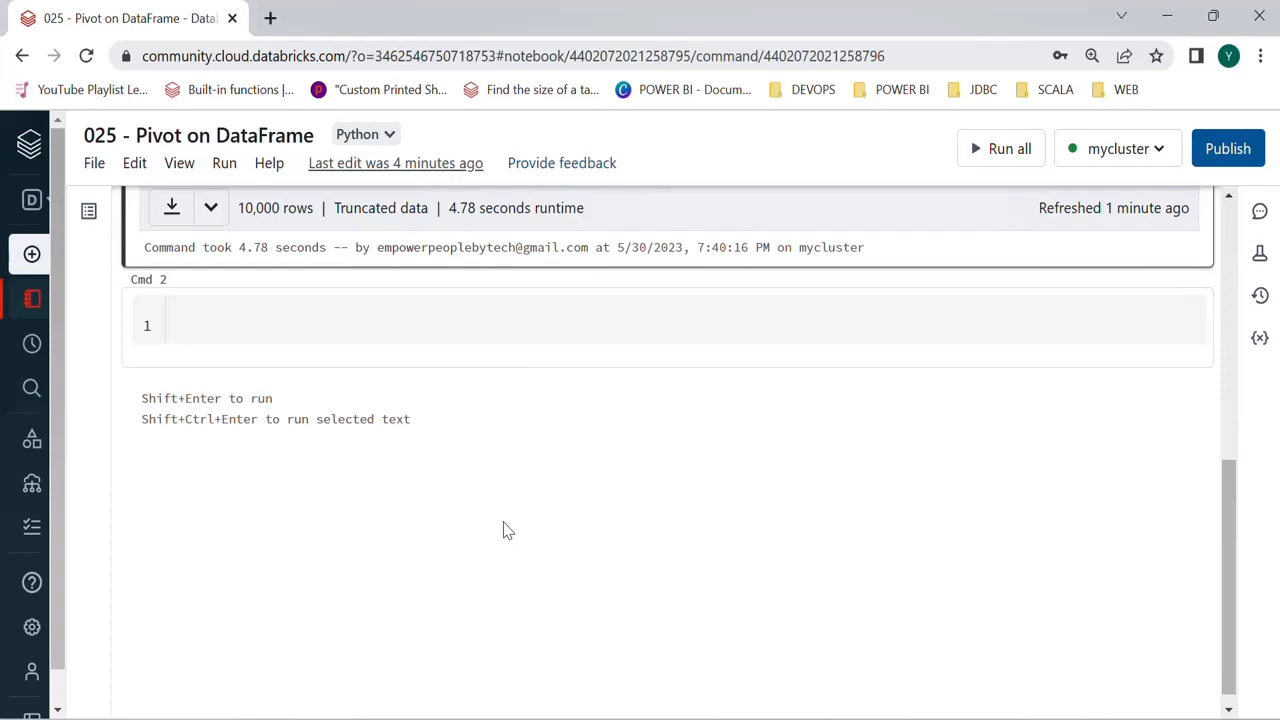 025 - Pivot on DataFrame - Data
community.cloud.databricks.com/?o=3462546750718753#notebook/4402072021258795/command/4402072021258796
Y
YouTube Playlist Le...
Built-in functions |...
"Custom Printed Sh...
Find the size of a ta...
POWER BI - Docum...
DEVOPS
POWER BI
JDBC
SCALA
WEB
025 - Pivot on DataFrame
Python
File
Edit
View
Run
Help
Last edit was 4 minutes ago
Provide feedback
Run all
mycluster
Publish
D
10,000 rows | Truncated data | 4.78 seconds runtime
Refreshed 1 minute ago
Command took 4.78 seconds -- by empowerpeoplebytech@gmail.com at 5/30/2023, 7:40:16 PM on mycluster
Cmd 2
1
Shift+Enter to run
Shift+Ctrl+Enter to run selected text